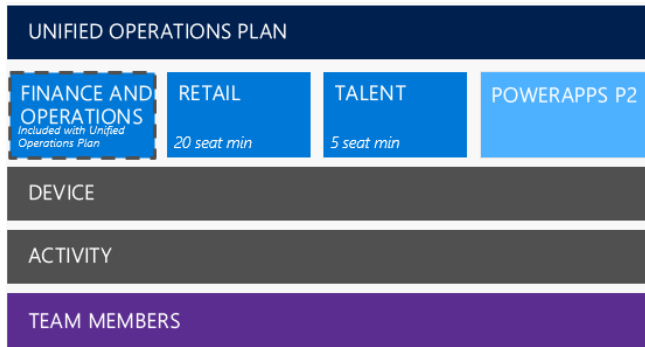 UNIFIED OPERATIONS PLAN
FINANCE AND
OPERATIONS
Included with Unified
Operations Plan
RETAIL
20 seat min
TALENT
5 seat min
POWERAPPS P2
DEVICE
ACTIVITY
TEAM MEMBERS